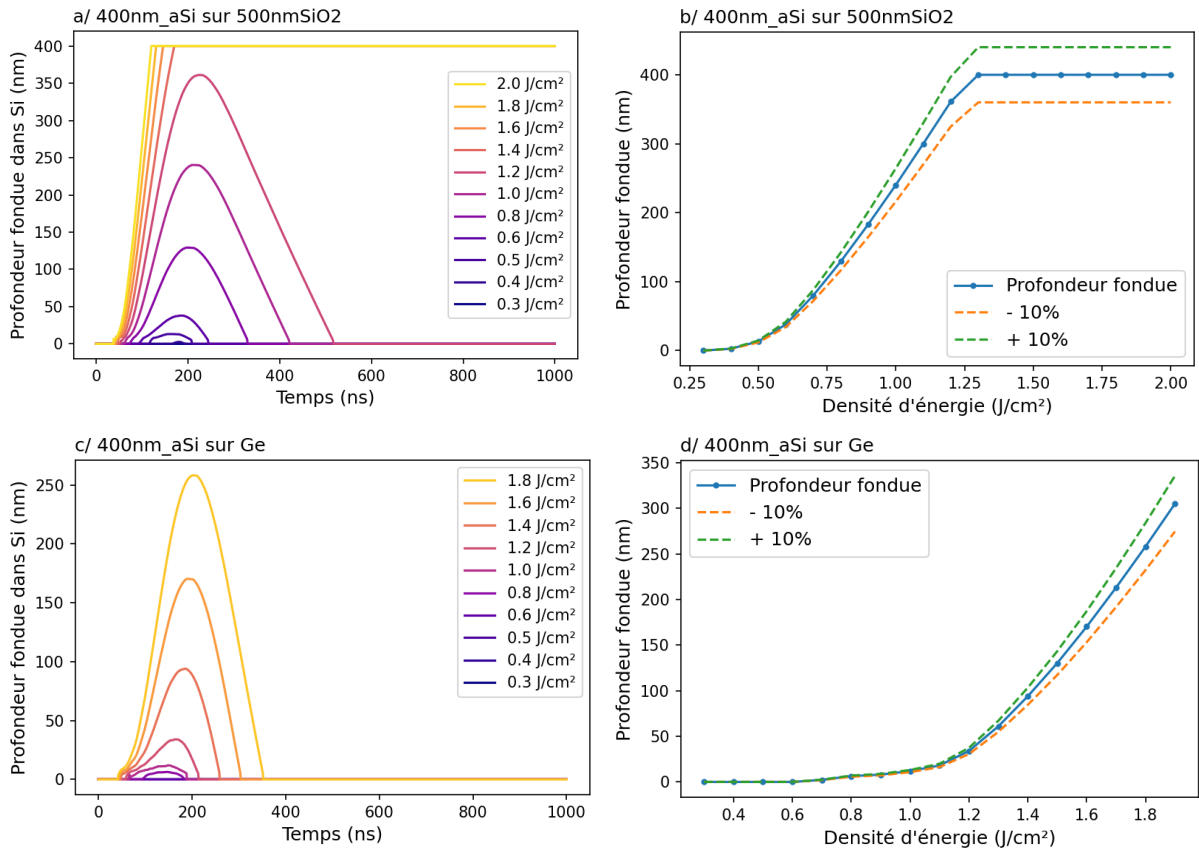 a/ 400nm_aSi sur 500nmSiO2
Profondeur fondue dans Si (nm)
400
350
300
250
200
150
100
50
0
2.0 J/cm²
1.8 J/cm²
1.6 J/cm²
1.4 J/cm²
1.2 J/cm²
1.0 J/cm²
0.8 J/cm²
0.6 J/cm²
0.5 J/cm²
0.4 J/cm²
0.3 J/cm²
0 200 400 600 800 1000
Temps (ns)
b/ 400nm_aSi sur 500nmSiO2
Profondeur fondue (nm)
400
300
200
100
0
Profondeur fondue
- 10%
+ 10%
0.25 0.50 0.75 1.00 1.25 1.50 1.75 2.00
Densité d'énergie (J/cm²)
c/ 400nm_aSi sur Ge
Profondeur fondue dans Si (nm)
250
200
150
100
50
0
1.8 J/cm²
1.6 J/cm²
1.4 J/cm²
1.2 J/cm²
1.0 J/cm²
0.8 J/cm²
0.6 J/cm²
0.5 J/cm²
0.4 J/cm²
0.3 J/cm²
0 200 400 600 800 1000
Temps (ns)
d/ 400nm_aSi sur Ge
Profondeur fondue (nm)
350
300
250
200
150
100
50
0
Profondeur fondue
- 10%
+ 10%
0.4 0.6 0.8 1.0 1.2 1.4 1.6 1.8
Densité d'énergie (J/cm²)